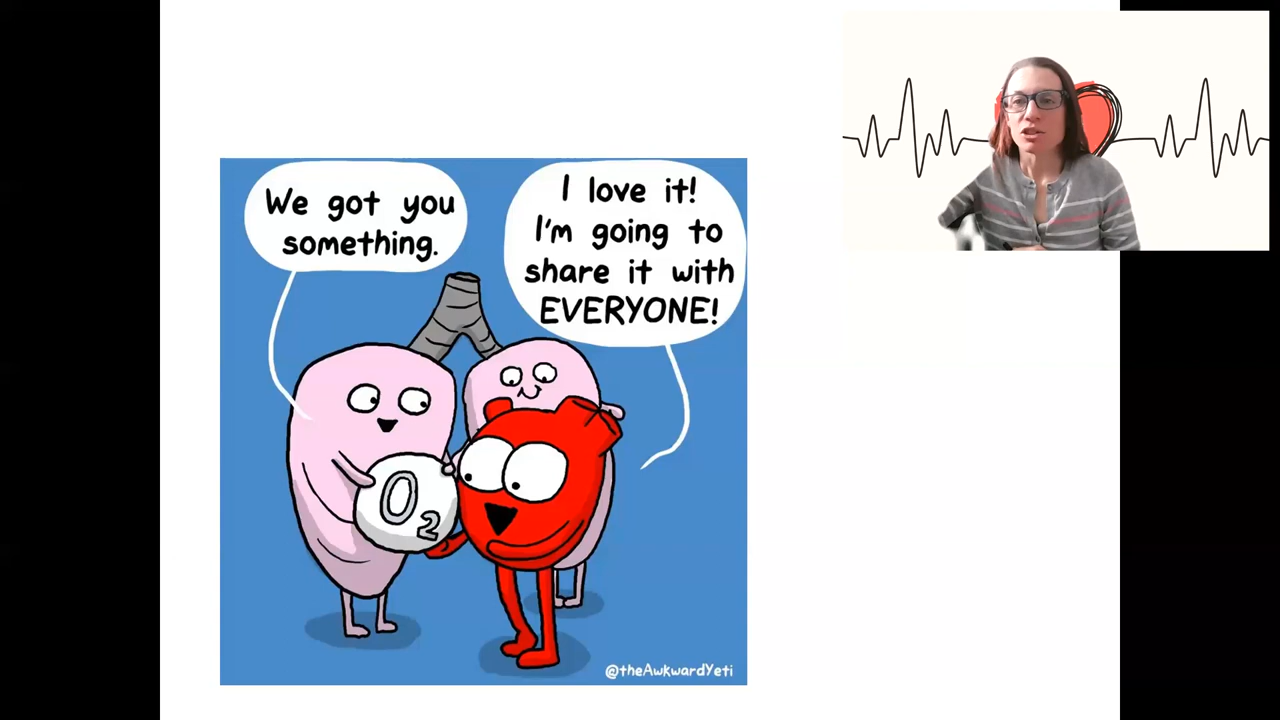 We got you
something.
I love it!
I'm going to
share it with
EVERYONE!
O2
@theAwkwardYeti